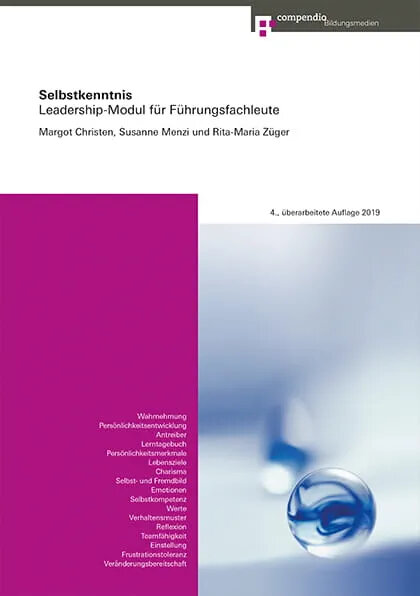 compendio
Bildungsmedien
Selbstkenntnis
Leadership-Modul für Führungsfachleute
Margot Christen, Susanne Menzi und Rita-Maria Züger
4., überarbeitete Auflage 2019
Wahrnehmung
Persönlichkeitsentwicklung
Antreiber
Lerntagebuch
Persönlichkeitsmerkmale
Lebensziele
Charisma
Selbst- und Fremdbild
Emotionen
Selbstkompetenz
Werte
Verhaltensmuster
Reflexion
Teamfähigkeit
Einstellung
Frustrationstoleranz
Veränderungsbereitschaft